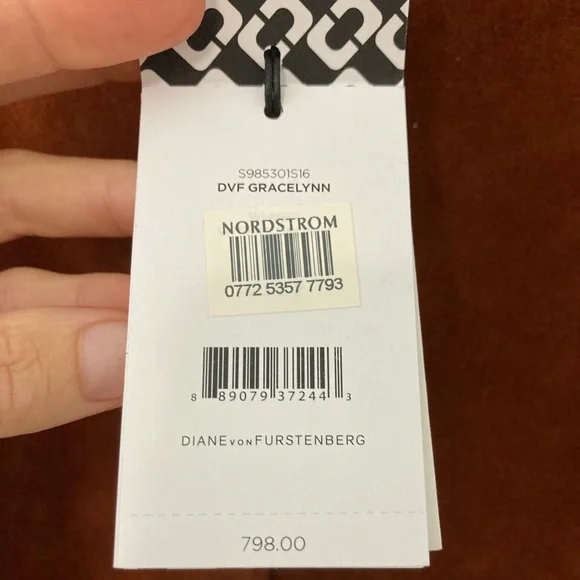 S985301S16
DVF GRACELYNN
NORDSTROM
0772 5357 7793
8 89079 37244 3
DIANE VON FURSTENBERG
798.00